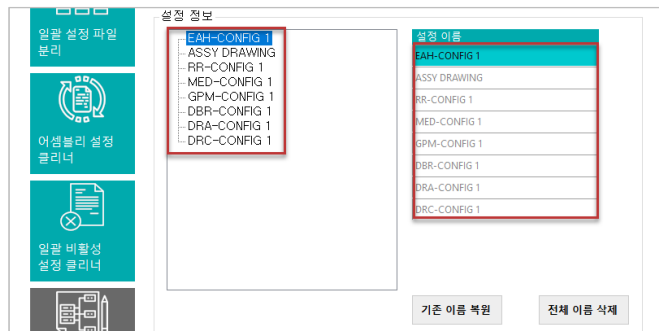 일괄 설정 파일
분리
어셈블리 설정
클리너
일괄 비활성
설정 클리너
설정 정보
EAH-CONFIG 1
ASSY DRAWING
RR-CONFIG 1
MED-CONFIG 1
GPM-CONFIG 1
DBR-CONFIG 1
DRA-CONFIG 1
DRC-CONFIG 1
설정 이름
EAH-CONFIG 1
ASSY DRAWING
RR-CONFIG 1
MED-CONFIG 1
GPM-CONFIG 1
DBR-CONFIG 1
DRA-CONFIG 1
DRC-CONFIG 1
기존 이름 복원
전체 이름 삭제